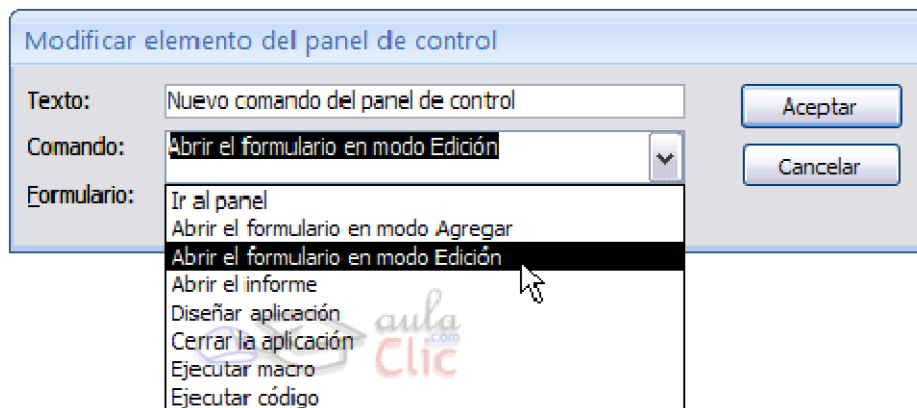 Modificar elemento del panel de control
Texto: Nuevo comando del panel de control Aceptar
Comando: Abrir el formulario en modo Edición Cancelar
Formulario:
Ir al panel
Abrir el formulario en modo Agregar
Abrir el formulario en modo Edición
Abrir el informe
Diseñar aplicación
Cerrar la aplicación
Ejecutar macro
Ejecutar código
aula
.com
Clic